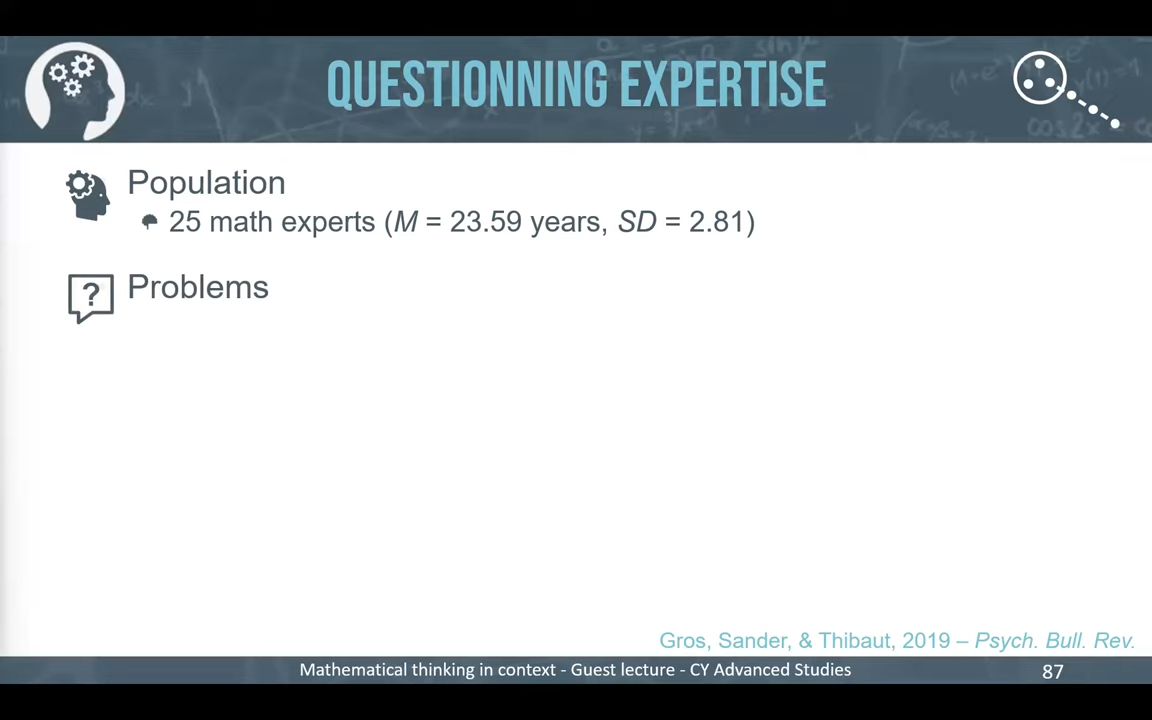 QUESTIONNING EXPERTISE
Population
25 math experts (M = 23.59 years, SD = 2.81)
?
Problems
Gros, Sander, & Thibaut, 2019 – Psych. Bull. Rev.
Mathematical thinking in context - Guest lecture - CY Advanced Studies
87